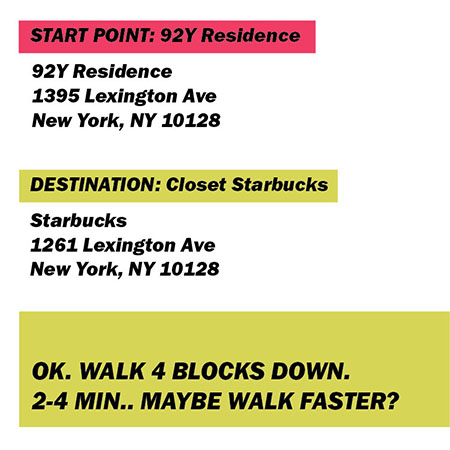 START POINT: 92Y Residence
92Y Residence
1395 Lexington Ave
New York, NY 10128
DESTINATION: Closet Starbucks
Starbucks
1261 Lexington Ave
New York, NY 10128
OK. WALK 4 BLOCKS DOWN.
2-4 MIN.. MAYBE WALK FASTER?